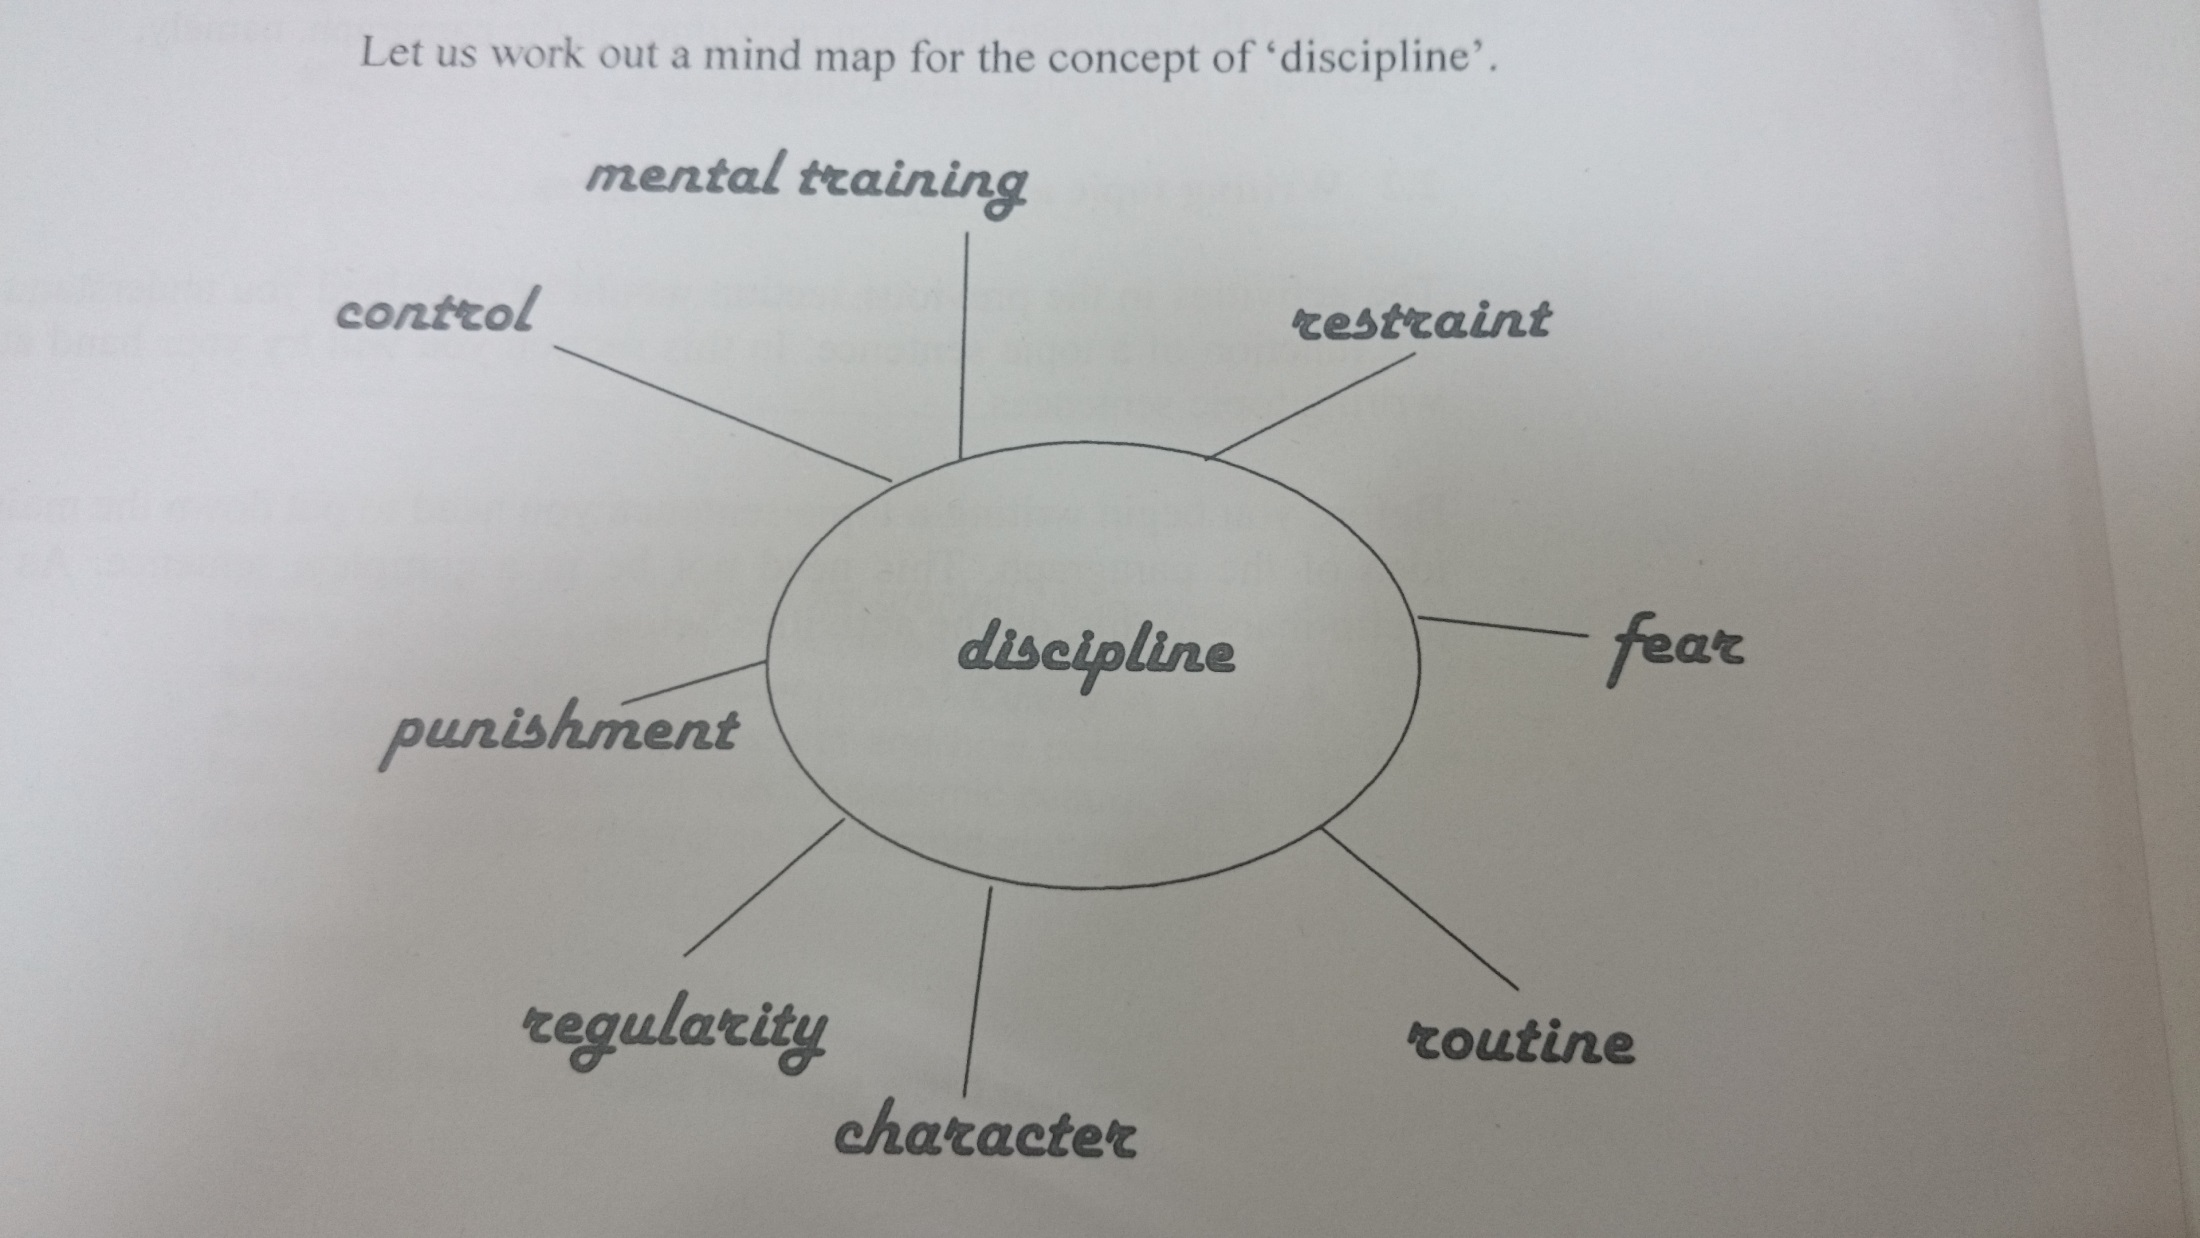 Let us work out a mind map for the concept of ‘discipline’.
mental training
control
restraint
discipline
fear
punishment
regularity
routine
character